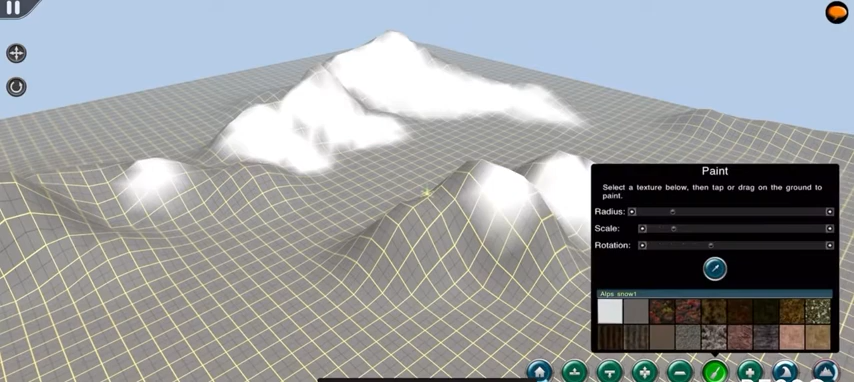 Paint
Select a texture below, then tap or drag on the ground to
paint.
Radius:
Scale:
Rotation:
Alps snow1